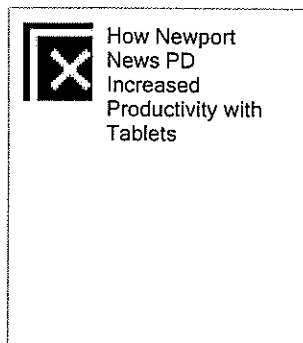 How Newport
News PD
Increased
Productivity with
Tablets